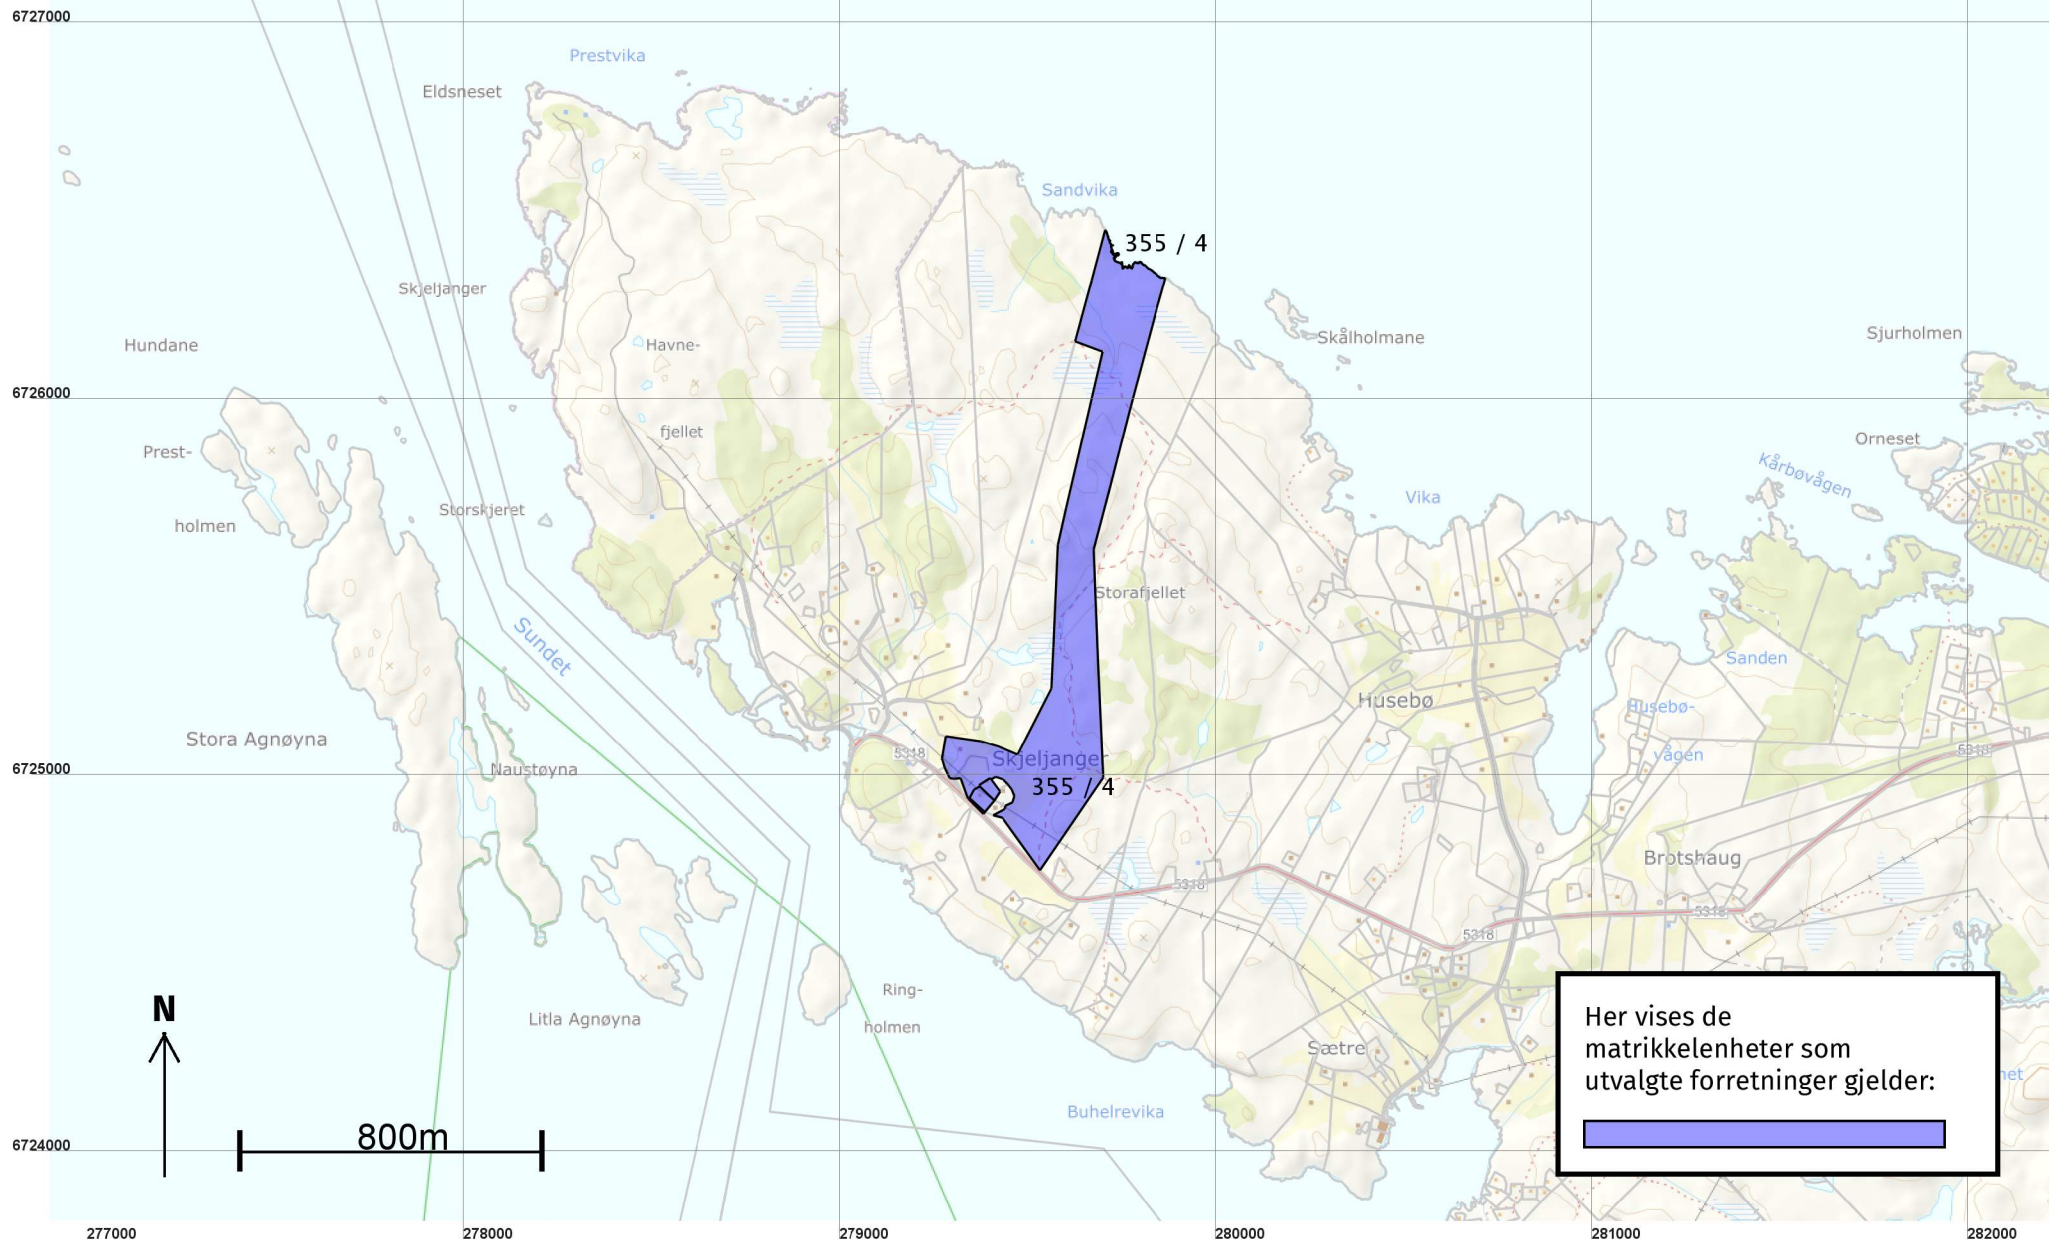 6727000
Prestvika
Eldsneset
Sandvika
355 / 4
Skjeljanger
Skålholmane
Sjurholmen
Hundane
Havne-
fjellet
6726000
Prest-
holmen
Orneset
Kårbøvågen
Vika
Storskjeret
Storafjellet
Sundet
Sanden
Husebø
Husebø-
vågen
Stora Agnøyna
Naustøyna
5318
Skjeljanger
355 / 4
5318
6725000
Brotshaug
5318
5318
5318
Ring-
holmen
Litla Agnøyna
Sætre
Buhelrevika
N
800m
6724000
Her vises de
matrikkelenheter som
utvalgte forretninger gjelder:
277000
278000
279000
280000
281000
282000